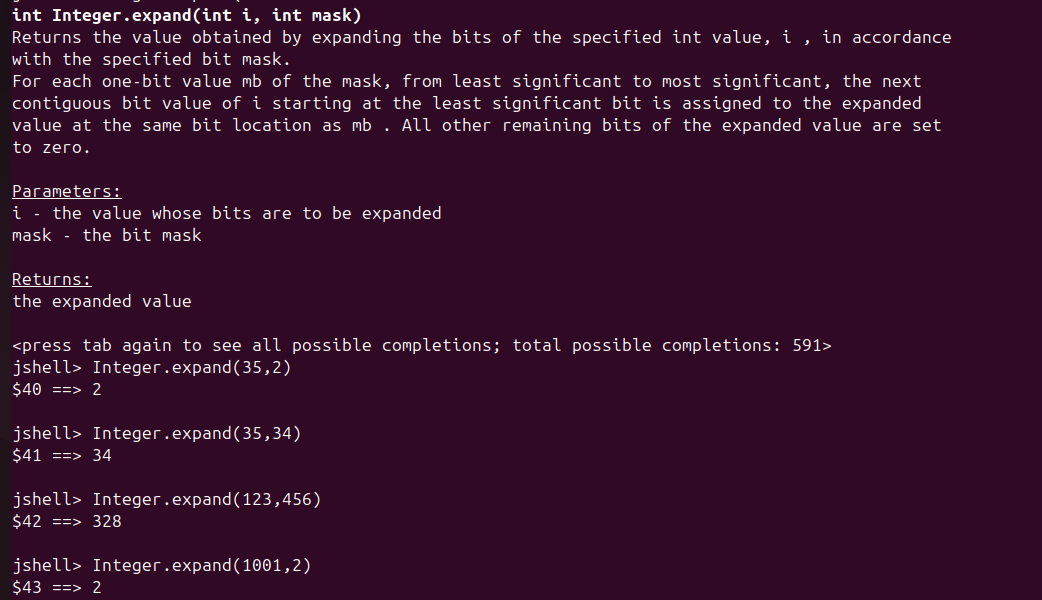 int Integer.expand(int i, int mask)
Returns the value obtained by expanding the bits of the specified int value, i , in accordance
with the specified bit mask.
For each one-bit value mb of the mask, from least significant to most significant, the next
contiguous bit value of i starting at the least significant bit is assigned to the expanded
value at the same bit location as mb . All other remaining bits of the expanded value are set
to zero.
Parameters:
i - the value whose bits are to be expanded
mask - the bit mask
Returns:
the expanded value
<press tab again to see all possible completions; total possible completions: 591>
jshell> Integer.expand(35,2)
$40 ==> 2
jshell> Integer.expand(35,34)
$41 ==> 34
jshell> Integer.expand(123,456)
$42 ==> 328
jshell> Integer.expand(1001,2)
$43 ==> 2